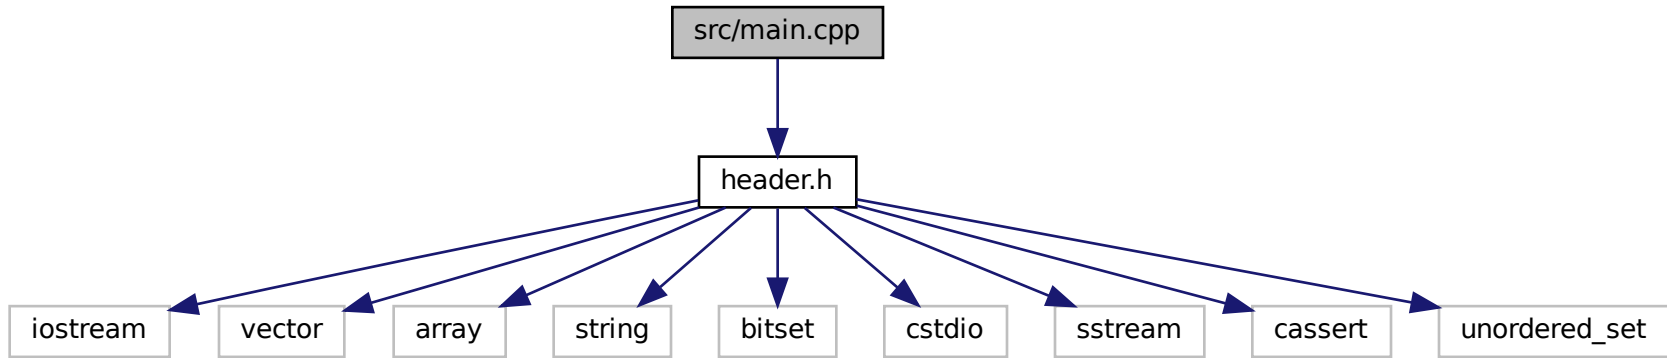 src/main.cpp
header.h
iostream
vector
array
string
bitset
cstdio
sstream
cassert
unordered_set